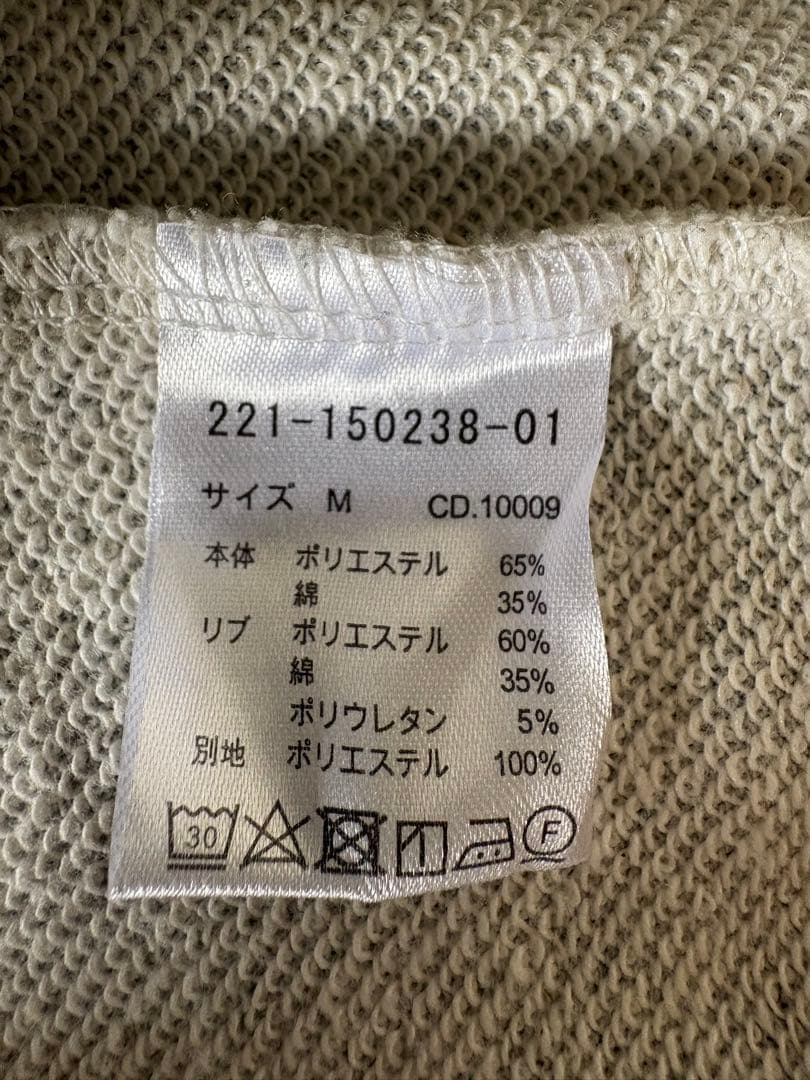 221-150238-01
サイズ M CD.10009
本体 ポリエステル 65%
綿 35%
リブ ポリエステル 60%
綿 35%
ポリウレタン 5%
別地 ポリエステル 100%
30 F